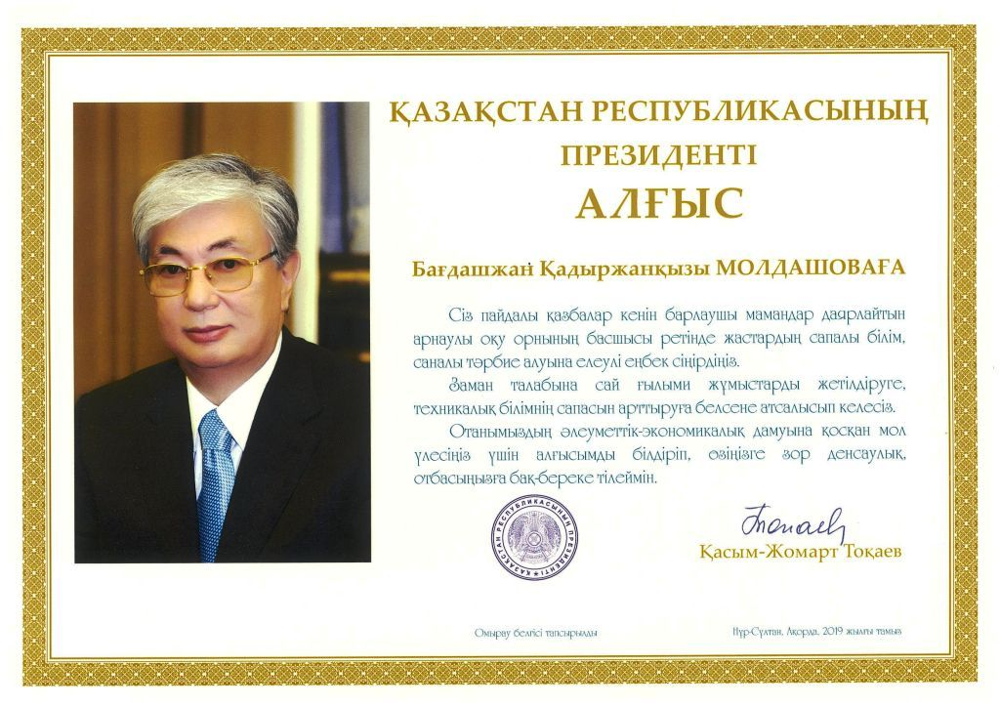 ҚАЗАҚСТАН РЕСПУБЛИКАСЫНЫҢ
ПРЕЗИДЕНТІ
АЛҒЫС
Бағдашжан Қадыржанқызы МОЛДАШОВАҒА
Сіз пайдалы қазбалар кенін барлаушы мамандар даярлайтын
арнаулы оқу орнының басшысы ретінде жастардың сапалы білім,
саналы тәрбие алуына елеулі еңбек сіңірдіңіз.
Заман талабына сай ғылыми жұмыстарды жетілдіруге,
техникалық білімнің сапасын арттыруға белсене атсалысып келесіз.
Отанымыздың әлеуметтік-экономикалық дамуына қосқан мол
үлесіңіз үшін алғысымды білдіріп, өзіңізге зор денсаулық,
отбасыңызға бақ-береке тілеймін.
ҚАЗАҚСТАН РЕСПУБЛИКАСЫНЫҢ ПРЕЗИДЕНТІ
Тоқаев
Қасым-Жомарт Тоқаев
Омырау белгісі тапсырылды
Нұр-Сұлтан, Ақорда, 2019 жылғы тамыз